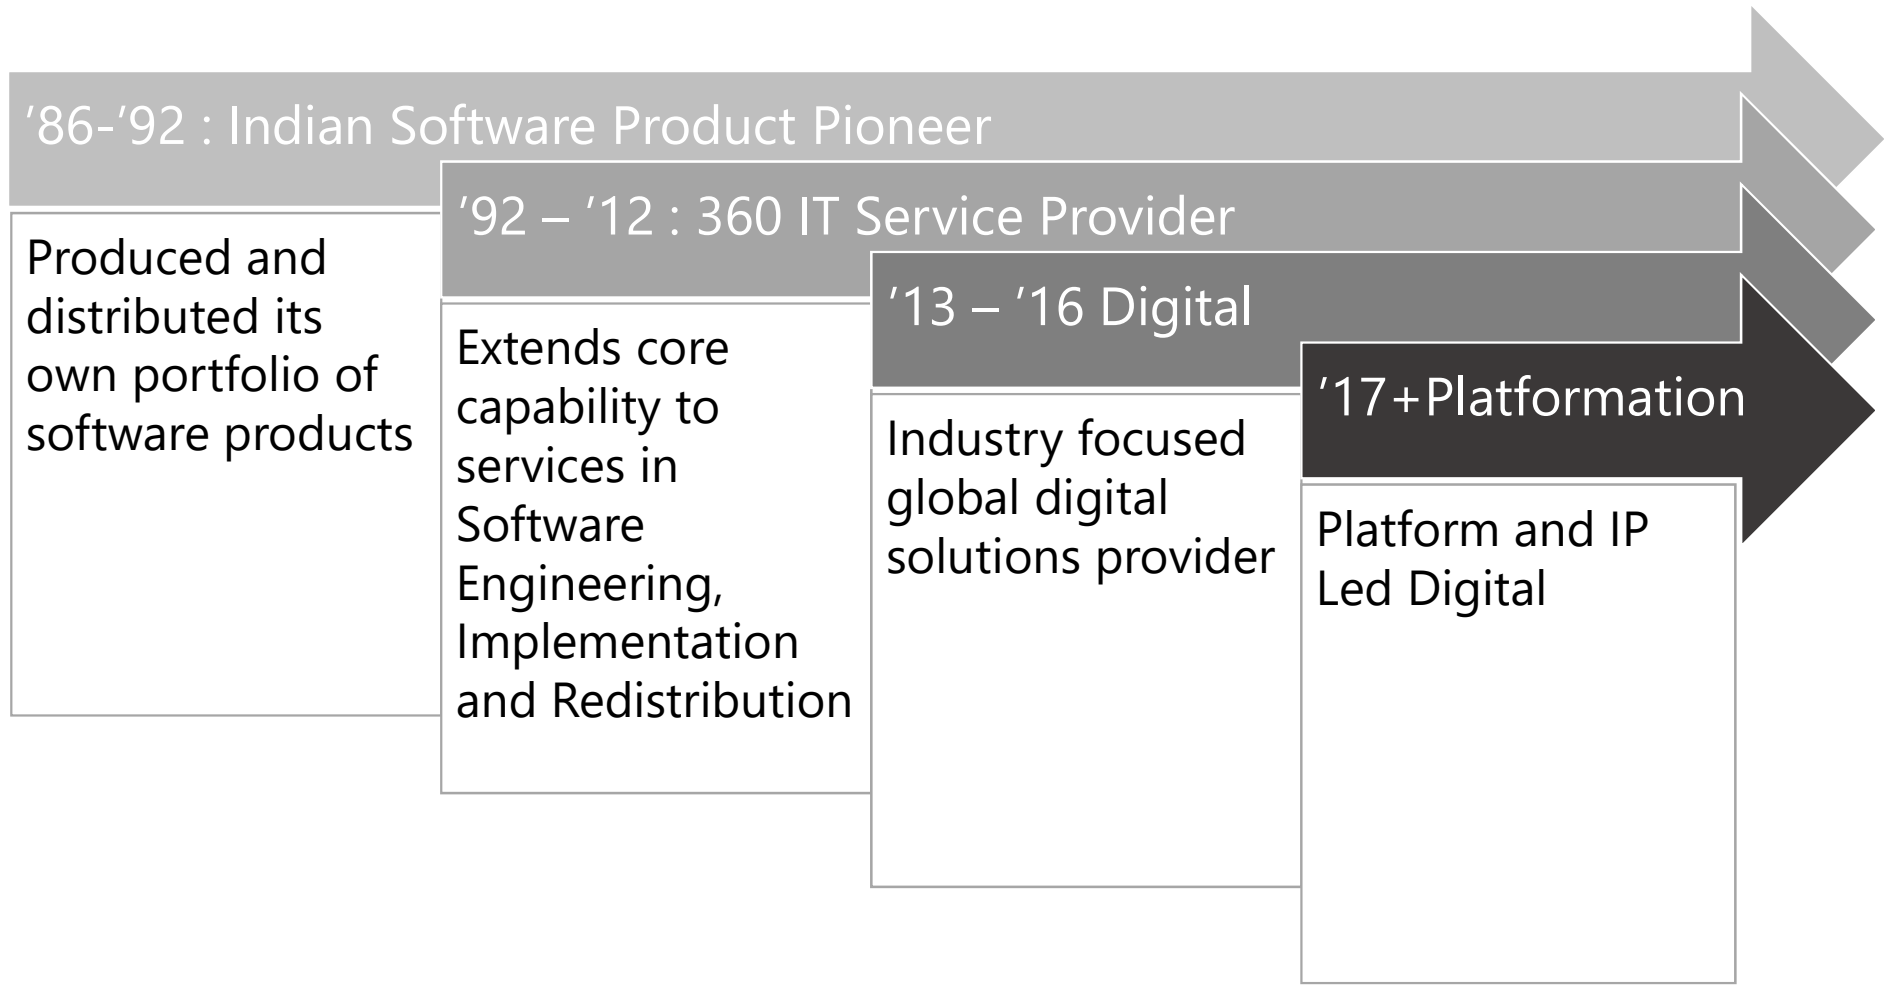 ’86-’92 : Indian Software Product Pioneer
Produced and
distributed its
own portfolio of
software products
’92 – ’12 : 360 IT Service Provider
Extends core
capability to
services in
Software
Engineering,
Implementation
and Redistribution
’13 – ’16 Digital
Industry focused
global digital
solutions provider
’17+Platformation
Platform and IP
Led Digital